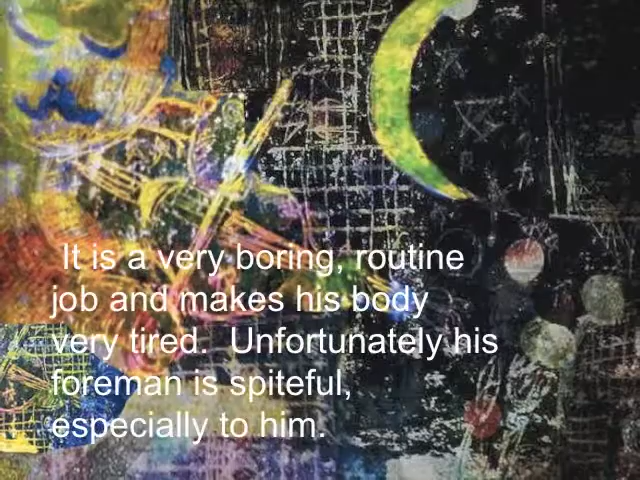 It is a very boring, routine
job and makes his body
very tired.  Unfortunately his
foreman is spiteful,
especially to him.